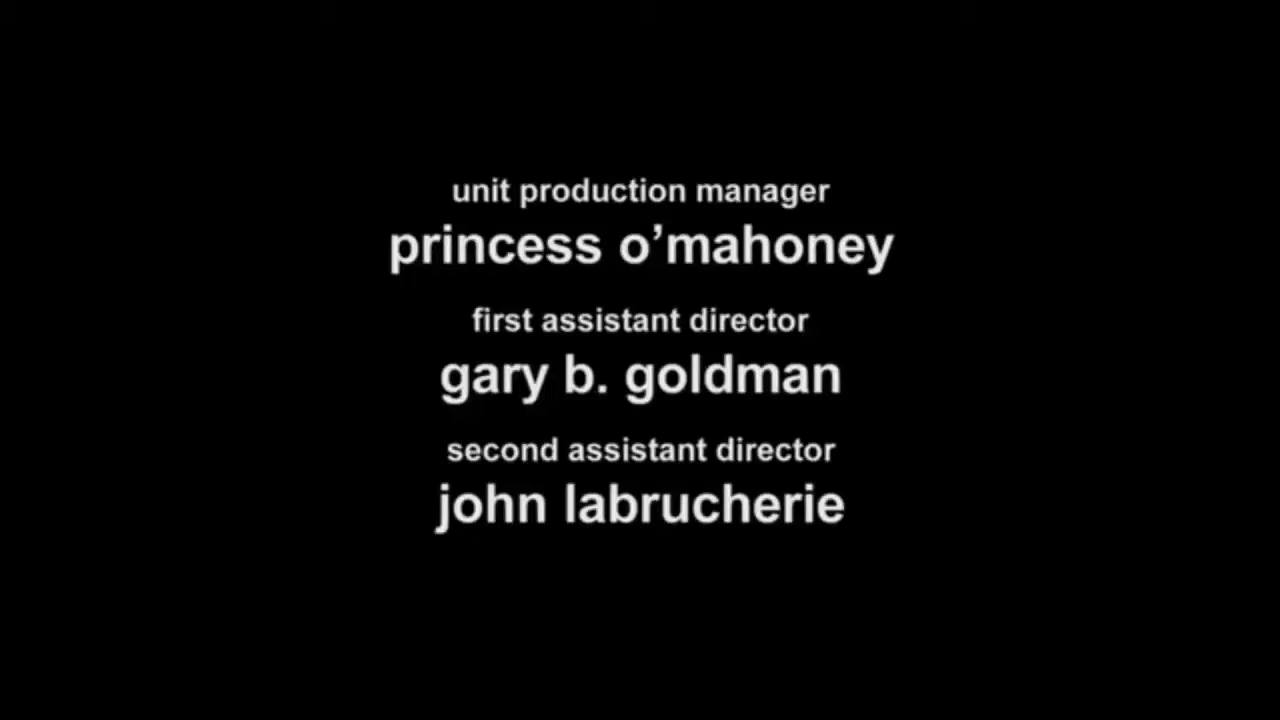 unit production manager
princess o’mahoney
first assistant director
gary b. goldman
second assistant director
john labrucherie